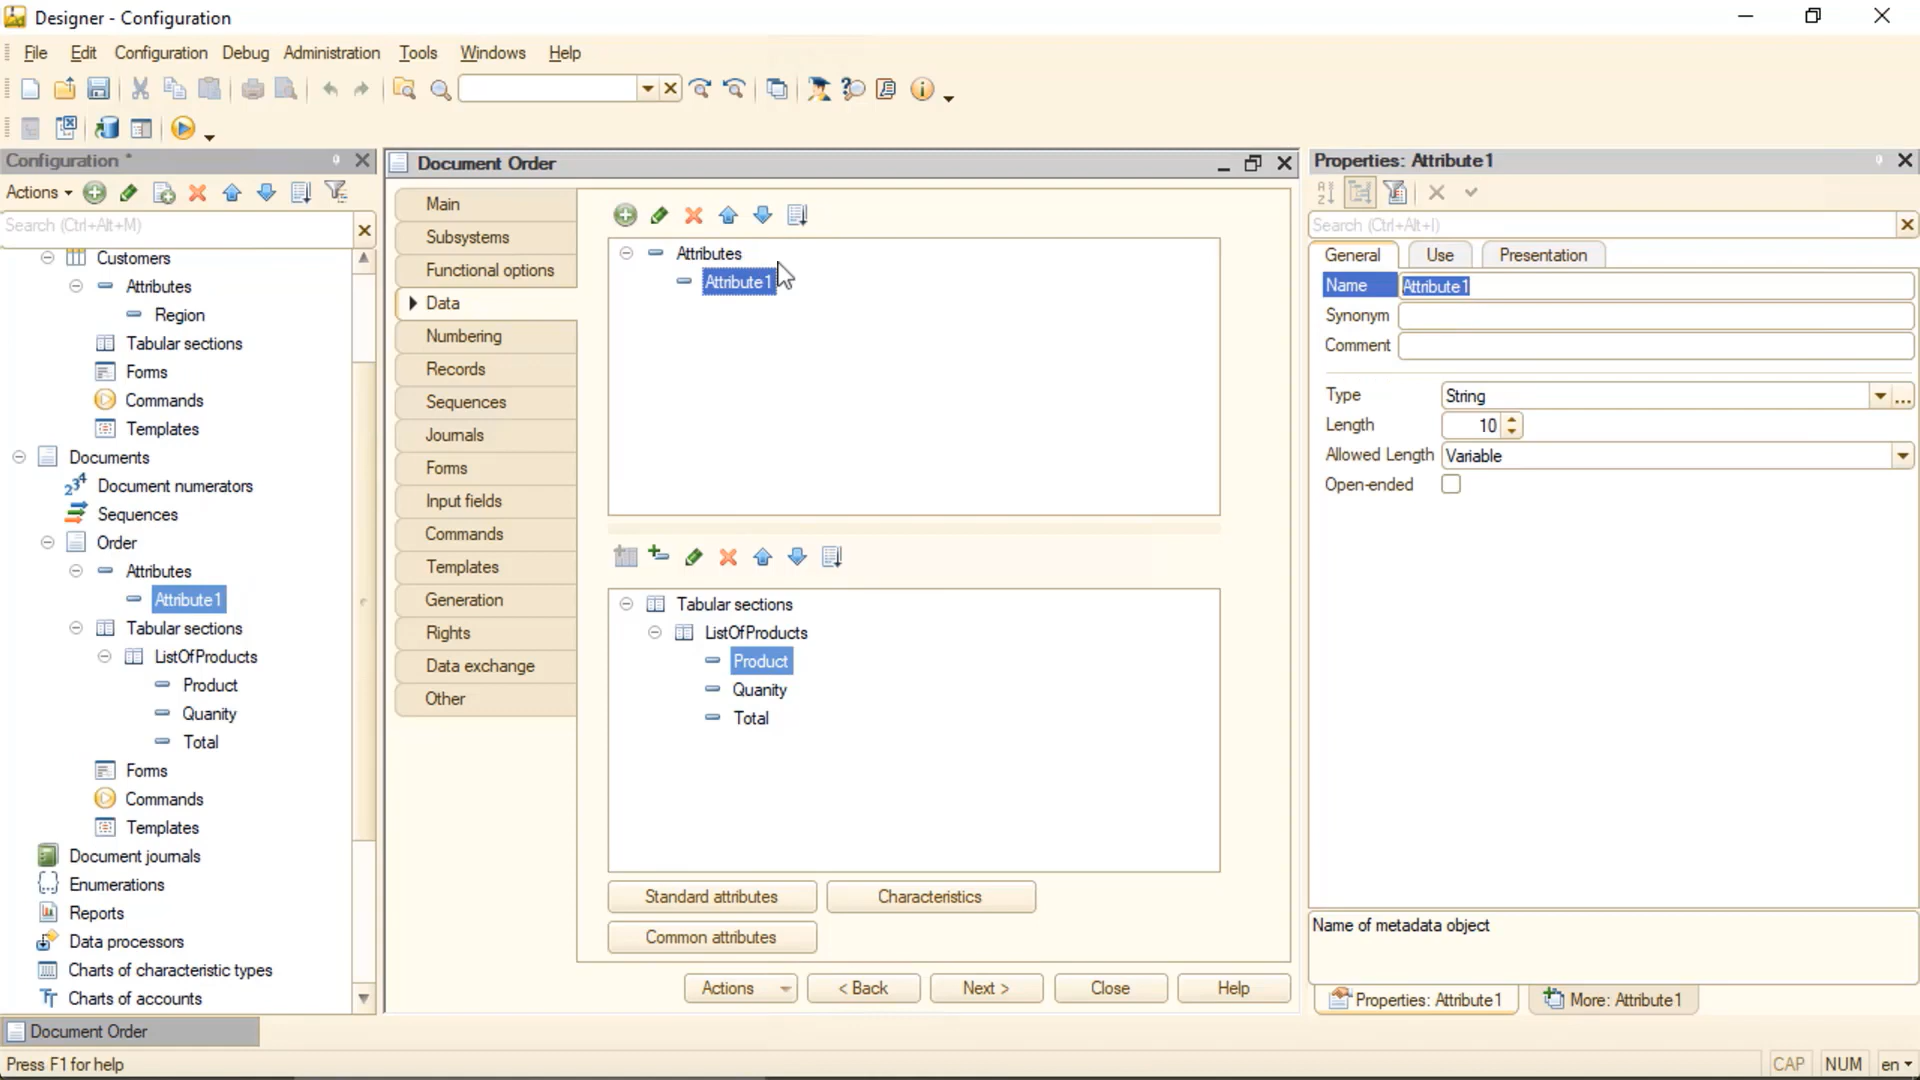 Designer - Configuration
File Edit Configuration Debug Administration Tools Windows Help
Configuration *
Actions
Search (Ctrl+Alt+M)
Customers
Attributes
Region
Tabular sections
Forms
Commands
Templates
Documents
Document numerators
Sequences
Order
Attributes
Attribute1
Tabular sections
ListOfProducts
Product
Quanity
Total
Forms
Commands
Templates
Document journals
Enumerations
Reports
Data processors
Charts of characteristic types
Charts of accounts
Document Order
Main
Subsystems
Functional options
Data
Numbering
Records
Sequences
Journals
Forms
Input fields
Commands
Templates
Generation
Rights
Data exchange
Other
Attributes
Attribute1
Tabular sections
ListOfProducts
Product
Quanity
Total
Standard attributes Characteristics
Common attributes
Actions < Back Next > Close Help
Properties: Attribute1
Search (Ctrl+Alt+I)
General Use Presentation
Name Attribute1
Synonym
Comment
Type String
Length 10
Allowed Length Variable
Open-ended
Name of metadata object
Properties: Attribute1 More: Attribute1
Document Order
Press F1 for help CAP NUM en